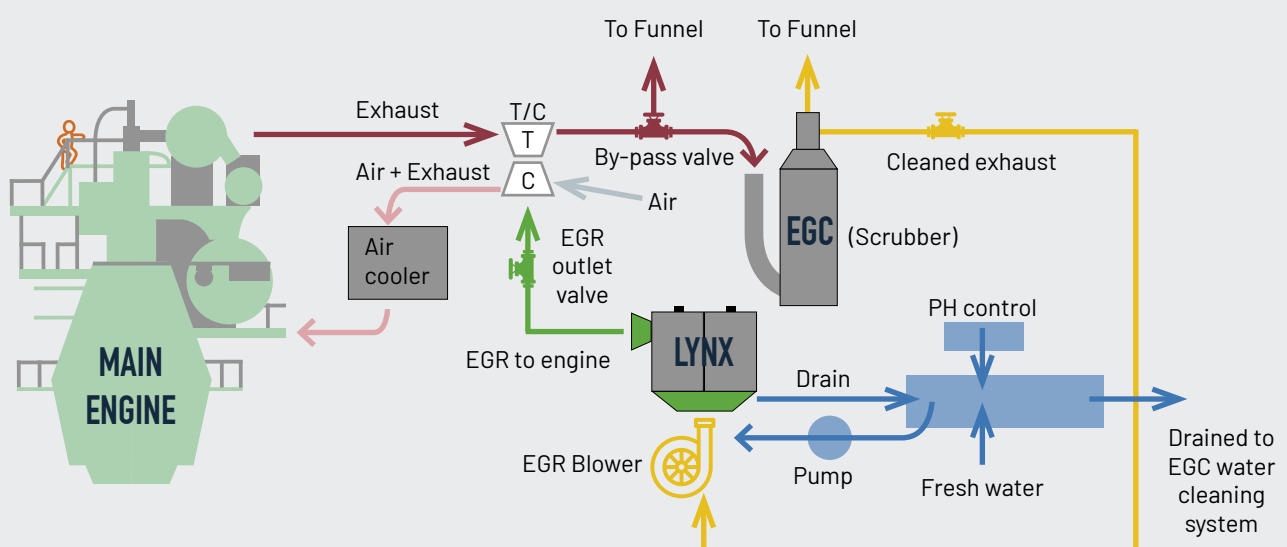 To Funnel
To Funnel
Exhaust
T/C
T
By-pass valve
Cleaned exhaust
Air + Exhaust
C
Air
Air
cooler
EGR
outlet
valve
EGC
(Scrubber)
PH control
MAIN
ENGINE
EGR to engine
LYNX
Drain
EGR Blower
Pump
Fresh water
Drained to
EGC water
cleaning
system